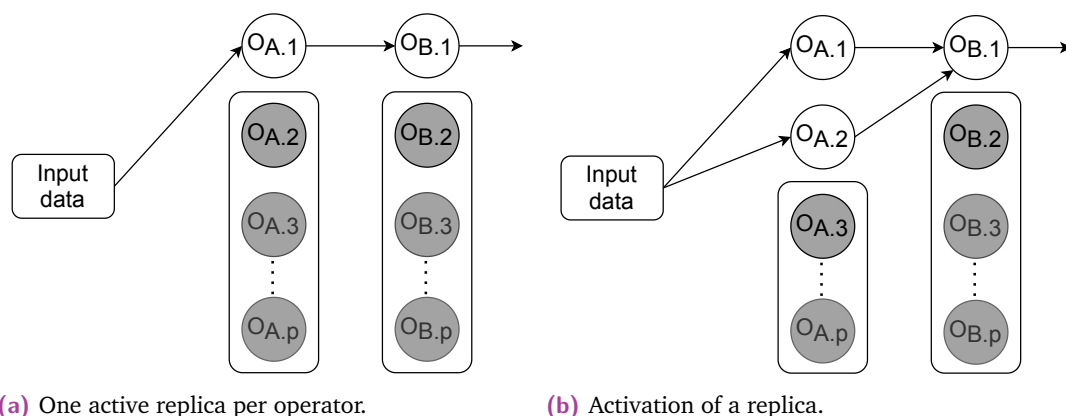 OA.1
OB.1
OA.2
OB.2
Input
data
OA.3
OB.3
OA.p
OB.p
(a) One active replica per operator.
OA.1
OB.1
OA.2
OB.2
Input
data
OA.3
OB.3
OA.p
OB.p
(b) Activation of a replica.